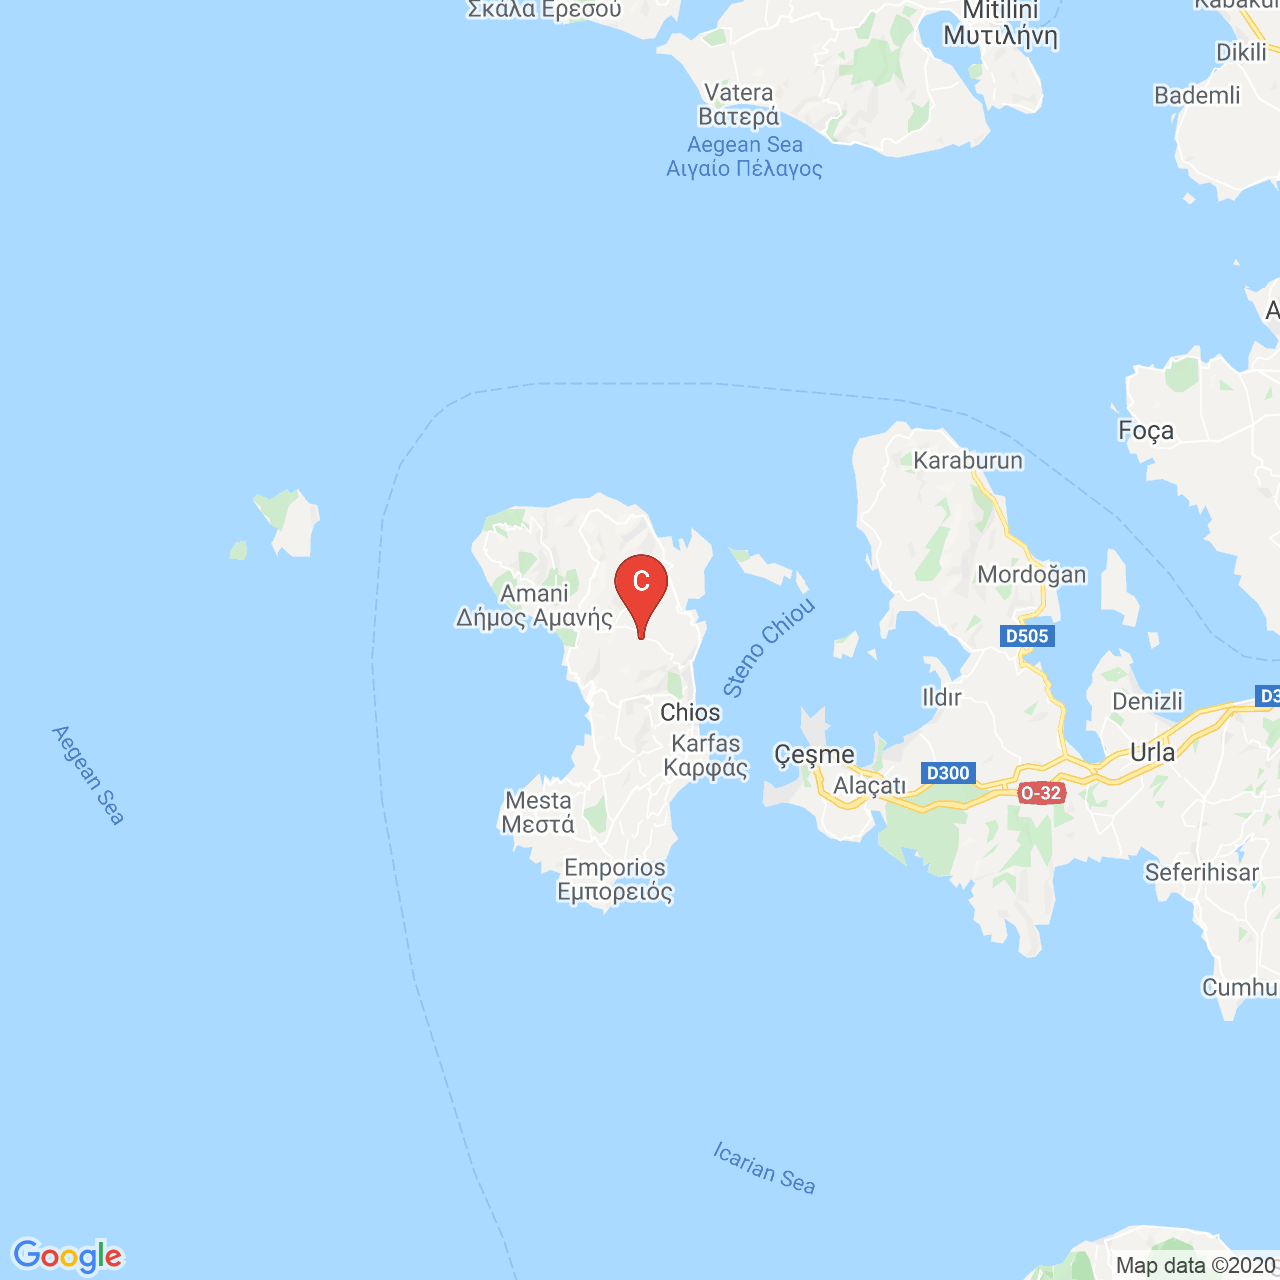 Σκάλα Ερεσού
Mitilini
Μυτιλήνη
Dikili
Bademli
Vatera
Βατερά
Aegean Sea
Αιγαίο Πέλαγος
Foça
Karaburun
Mordoğan
Amani
Δήμος Αμανής
C
Steno Chiou
D505
Ildır
Denizli
Chios
Karfas
Καρφάς
Çeşme
Urla
D300
Alaçatı
O-32
Aegean Sea
Mesta
Μεστά
Emporios
Εμπορειός
Seferihisar
Cumhu
Icarian Sea
Google
Map data ©2020